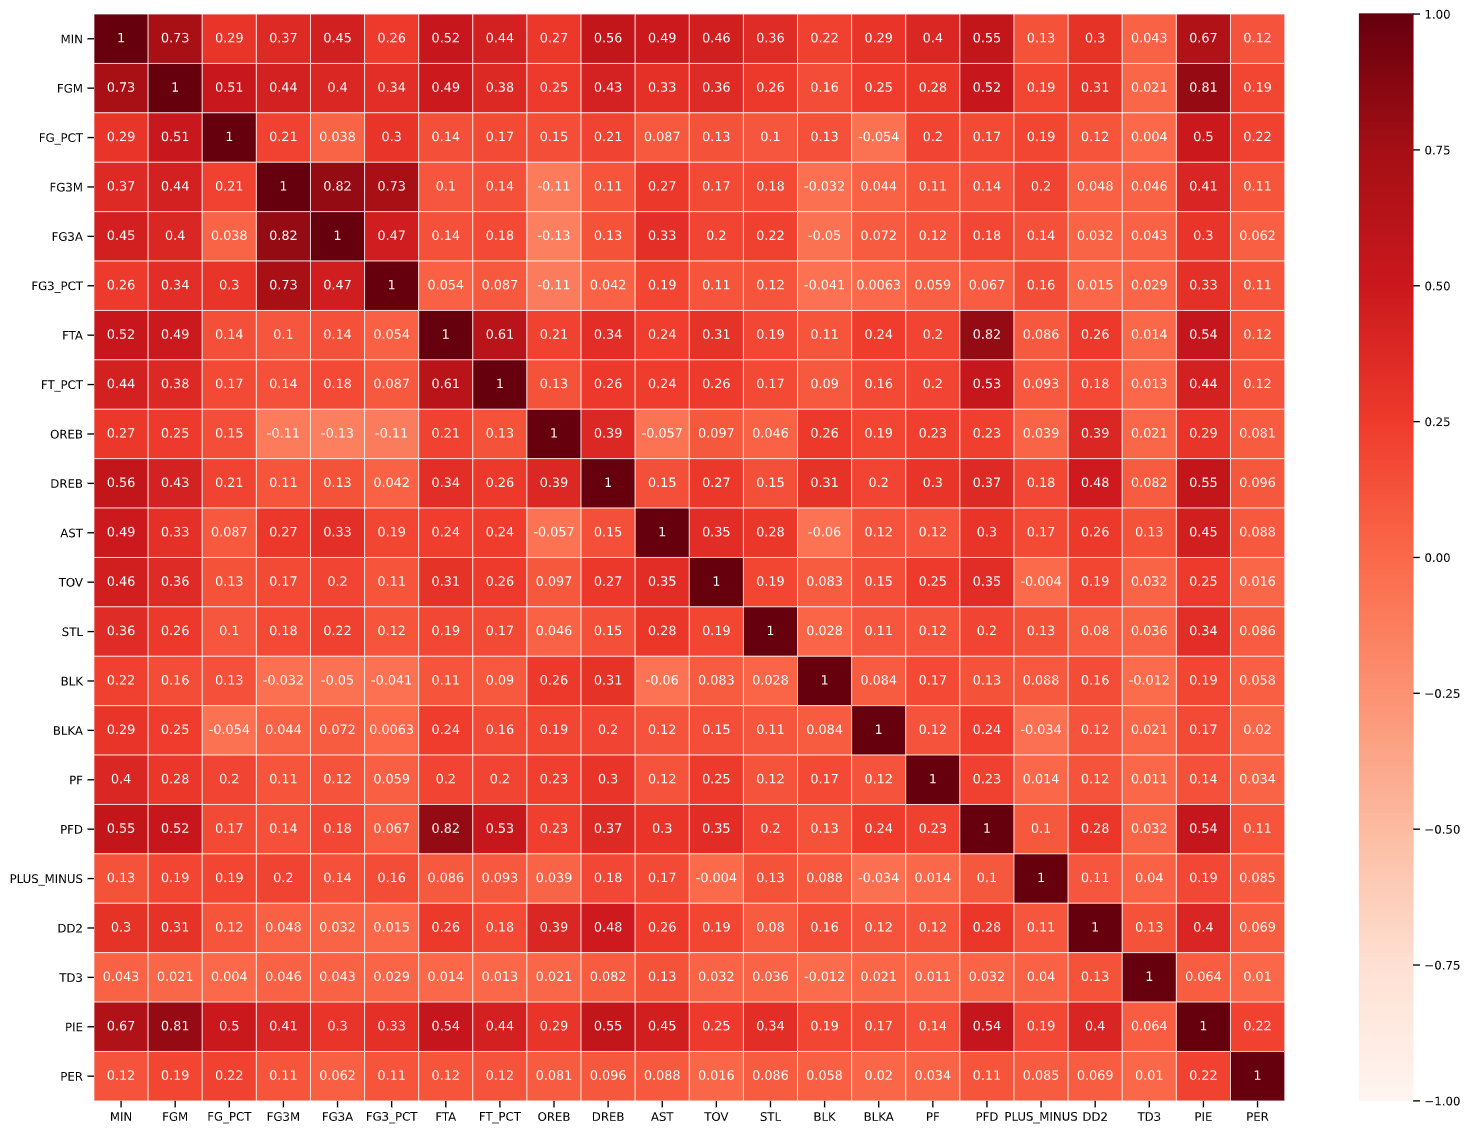 MIN 1 0.73 0.29 0.37 0.45 0.26 0.52 0.44 0.27 0.56 0.49 0.46 0.36 0.22 0.29 0.4 0.55 0.13 0.3 0.043 0.67 0.12
FGM 0.73 1 0.51 0.44 0.4 0.34 0.49 0.38 0.25 0.43 0.33 0.36 0.26 0.16 0.25 0.28 0.52 0.19 0.31 0.021 0.81 0.19
FG_PCT 0.29 0.51 1 0.21 0.038 0.3 0.14 0.17 0.15 0.21 0.087 0.13 0.1 0.13 -0.054 0.2 0.17 0.19 0.12 0.004 0.5 0.22
FG3M 0.37 0.44 0.21 1 0.82 0.73 0.1 0.14 -0.11 0.11 0.27 0.17 0.18 -0.032 0.044 0.11 0.14 0.2 0.048 0.046 0.41 0.11
FG3A 0.45 0.4 0.038 0.82 1 0.47 0.14 0.18 -0.13 0.13 0.33 0.2 0.22 -0.05 0.072 0.12 0.18 0.14 0.032 0.043 0.3 0.062
FG3_PCT 0.26 0.34 0.3 0.73 0.47 1 0.054 0.087 -0.11 0.042 0.19 0.11 0.12 -0.041 0.0063 0.059 0.067 0.16 0.015 0.029 0.33 0.11
FTA 0.52 0.49 0.14 0.1 0.14 0.054 1 0.61 0.21 0.34 0.24 0.31 0.19 0.11 0.24 0.2 0.82 0.086 0.26 0.014 0.54 0.12
FT_PCT 0.44 0.38 0.17 0.14 0.18 0.087 0.61 1 0.13 0.26 0.24 0.26 0.17 0.09 0.16 0.2 0.53 0.093 0.18 0.013 0.44 0.12
OREB 0.27 0.25 0.15 -0.11 -0.13 -0.11 0.21 0.13 1 0.39 -0.057 0.097 0.046 0.26 0.19 0.23 0.23 0.039 0.39 0.021 0.29 0.081
DREB 0.56 0.43 0.21 0.11 0.13 0.042 0.34 0.26 0.39 1 0.15 0.27 0.15 0.31 0.2 0.3 0.37 0.18 0.48 0.082 0.55 0.096
AST 0.49 0.33 0.087 0.27 0.33 0.19 0.24 0.24 -0.057 0.15 1 0.35 0.28 -0.06 0.12 0.12 0.3 0.17 0.26 0.13 0.45 0.088
TOV 0.46 0.36 0.13 0.17 0.2 0.11 0.31 0.26 0.097 0.27 0.35 1 0.19 0.083 0.15 0.25 0.35 -0.004 0.19 0.032 0.25 0.016
STL 0.36 0.26 0.1 0.18 0.22 0.12 0.19 0.17 0.046 0.15 0.28 0.19 1 0.028 0.11 0.12 0.2 0.13 0.08 0.036 0.34 0.086
BLK 0.22 0.16 0.13 -0.032 -0.05 -0.041 0.11 0.09 0.26 0.31 -0.06 0.083 0.028 1 0.084 0.17 0.13 0.088 0.16 -0.012 0.19 0.058
BLKA 0.29 0.25 -0.054 0.044 0.072 0.0063 0.24 0.16 0.19 0.2 0.12 0.15 0.11 0.084 1 0.12 0.24 -0.034 0.12 0.021 0.17 0.02
PF 0.4 0.28 0.2 0.11 0.12 0.059 0.2 0.2 0.23 0.3 0.12 0.25 0.12 0.17 0.12 1 0.23 0.014 0.12 0.011 0.14 0.034
PFD 0.55 0.52 0.17 0.14 0.18 0.067 0.82 0.53 0.23 0.37 0.3 0.35 0.2 0.13 0.24 0.23 1 0.1 0.28 0.032 0.54 0.11
PLUS_MINUS 0.13 0.19 0.19 0.2 0.14 0.16 0.086 0.093 0.039 0.18 0.17 -0.004 0.13 0.088 -0.034 0.014 0.1 1 0.11 0.04 0.19 0.085
DD2 0.3 0.31 0.12 0.048 0.032 0.015 0.26 0.18 0.39 0.48 0.26 0.19 0.08 0.16 0.12 0.12 0.28 0.11 1 0.13 0.4 0.069
TD3 0.043 0.021 0.004 0.046 0.043 0.029 0.014 0.013 0.021 0.082 0.13 0.032 0.036 -0.012 0.021 0.011 0.032 0.04 0.13 1 0.064 0.01
PIE 0.67 0.81 0.5 0.41 0.3 0.33 0.54 0.44 0.29 0.55 0.45 0.25 0.34 0.19 0.17 0.14 0.54 0.19 0.4 0.064 1 0.22
PER 0.12 0.19 0.22 0.11 0.062 0.11 0.12 0.12 0.081 0.096 0.088 0.016 0.086 0.058 0.02 0.034 0.11 0.085 0.069 0.01 0.22 1
MIN FGM FG_PCT FG3M FG3A FG3_PCT FTA FT_PCT OREB DREB AST TOV STL BLK BLKA PF PFD PLUS_MINUS DD2 TD3 PIE PER
1.00
0.75
0.50
0.25
0.00
−0.25
−0.50
−0.75
−1.00